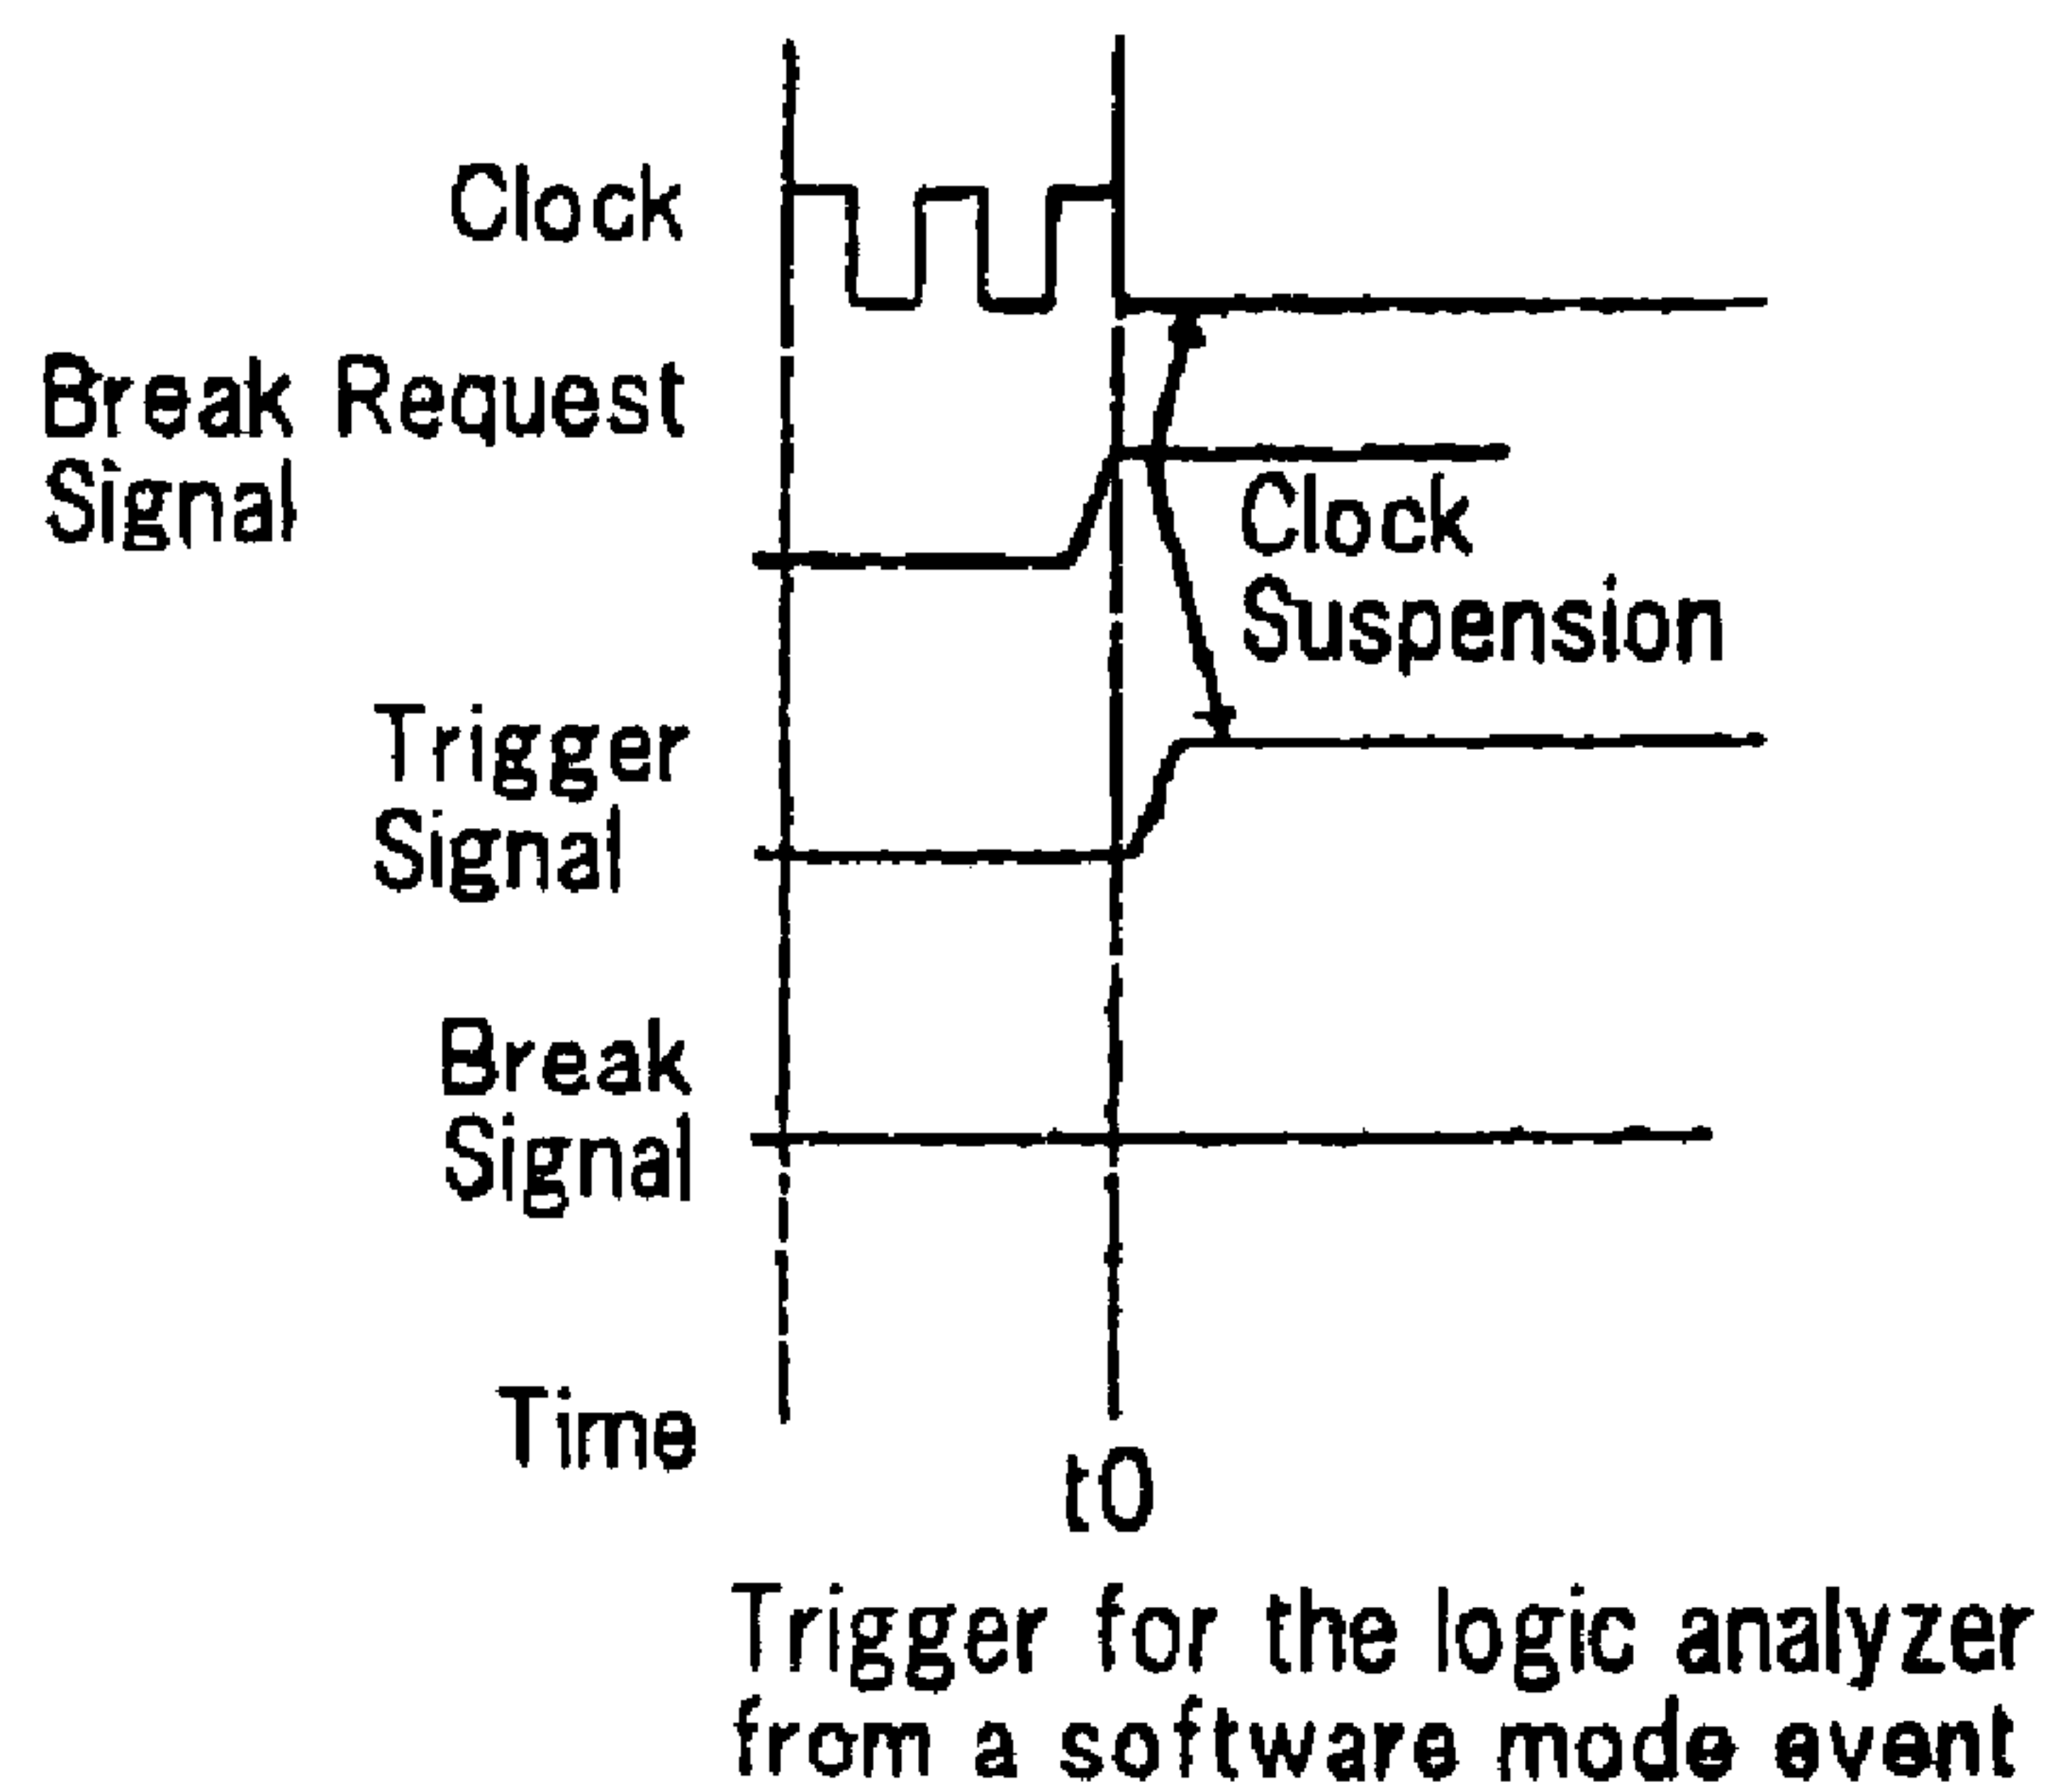 Clock
Break Request
Signal
Clock
Suspension
Trigger
Signal
Break
Signal
Time
t0
Trigger for the logic analyzer
from a software mode event